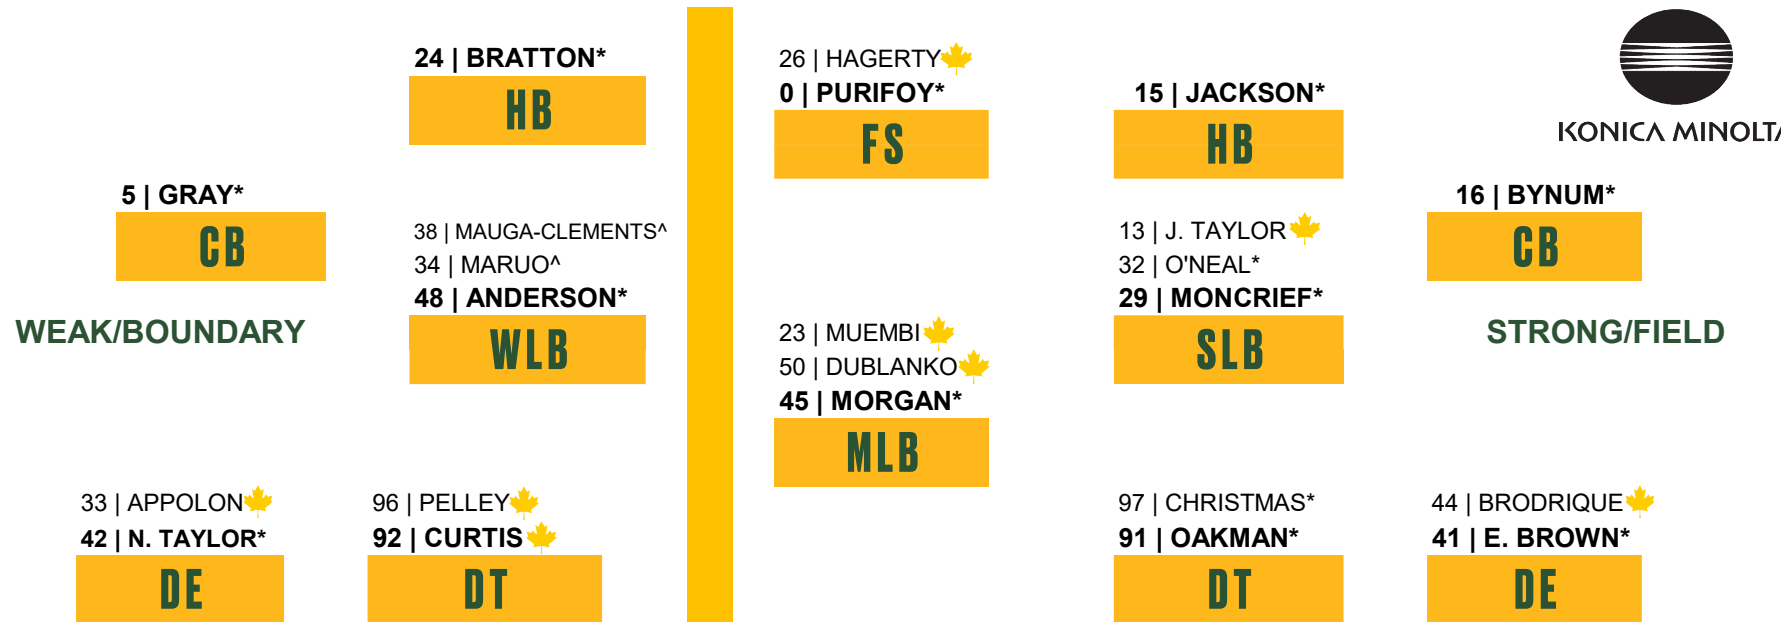 24 | BRATTON*
HB
26 | HAGERTY
0 | PURIFOY*
FS
15 | JACKSON*
HB
KONICA MINOLTA
5 | GRAY*
CB
38 | MAUGA-CLEMENTS^
34 | MARUO^
48 | ANDERSON*
WLB
13 | J. TAYLOR
32 | O'NEAL*
29 | MONCRIEF*
SLB
16 | BYNUM*
CB
WEAK/BOUNDARY
23 | MUEMBI
50 | DUBLANKO
45 | MORGAN*
MLB
STRONG/FIELD
33 | APPOLON
42 | N. TAYLOR*
DE
96 | PELLEY
92 | CURTIS
DT
97 | CHRISTMAS*
91 | OAKMAN*
DT
44 | BRODRIQUE
41 | E. BROWN*
DE